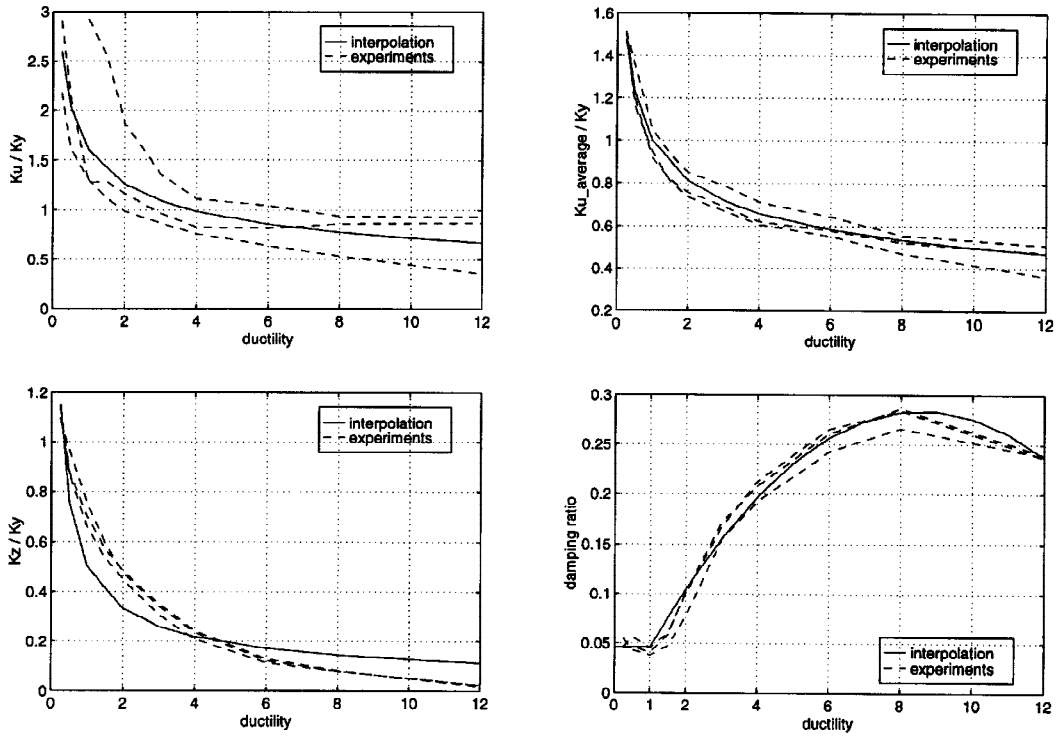 3
2.5
2
1.5
1
0.5
0
Ku / Ky
interpolation
experiments
0 2 4 6 8 10 12
ductility
1.6
1.4
1.2
1
0.8
0.6
0.4
0.2
Ku_average / Ky
interpolation
experiments
0 2 4 6 8 10 12
ductility
1.2
1
0.8
0.6
0.4
0.2
0
Kz / Ky
interpolation
experiments
0 2 4 6 8 10 12
ductility
0.3
0.25
0.2
0.15
0.1
0.05
0
damping ratio
interpolation
experiments
0 1 2 4 6 8 10 12
ductility